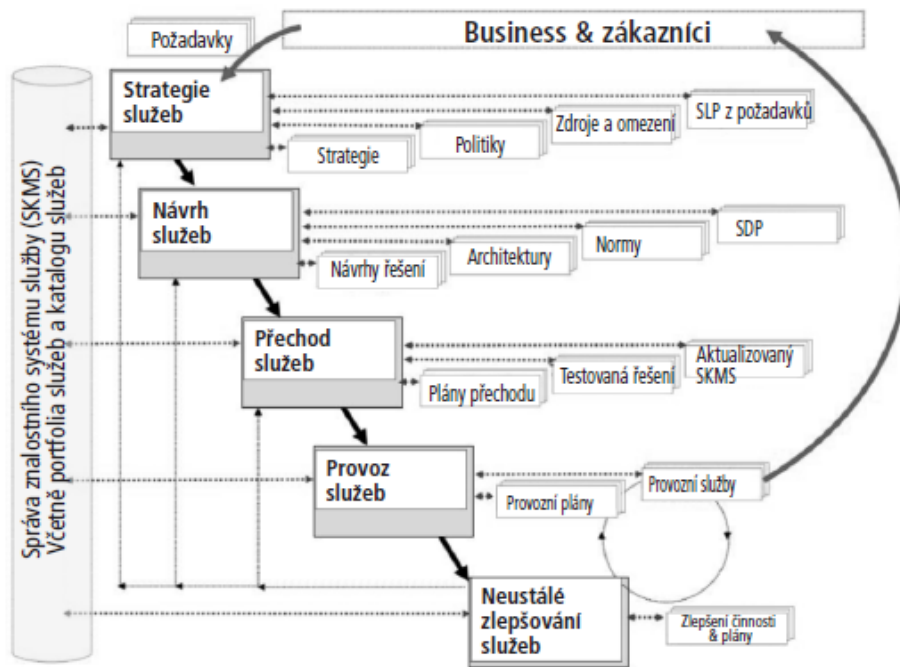 Business & zákazníci
Požadavky
Správa znalostního systému služby (SKMS)
Včetně portfolia služeb a katalogu služeb
Strategie
služeb
Strategie
Politiky
Zdroje a omezení
SLP z požadavků
Návrh
služeb
Návrhy řešení
Architektury
Normy
SDP
Přechod
služeb
Plány přechodu
Testovaná řešení
Aktualizovaný
SKMS
Provoz
služeb
Provozní plány
Provozní služby
Neustálé
zlepšování
služeb
Zlepšení činnosti
& plány